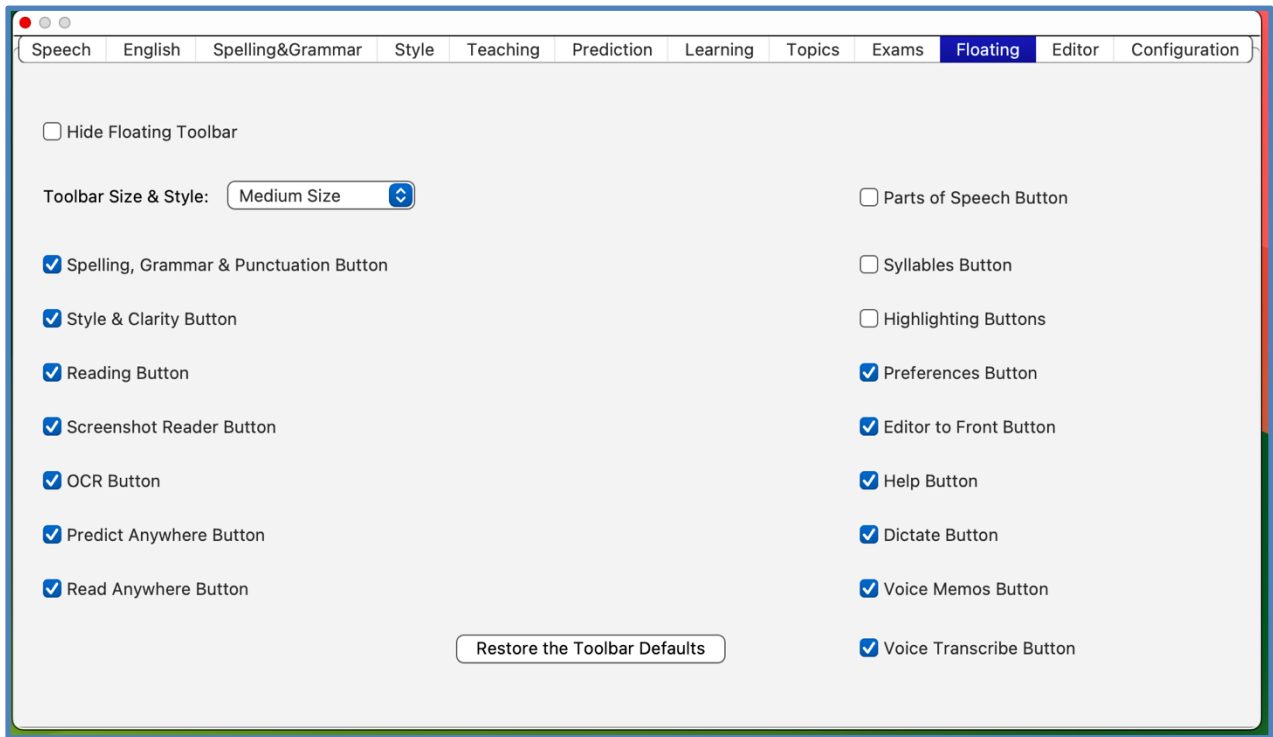 Speech English Spelling&Grammar Style Teaching Prediction Learning Topics Exams Floating Editor Configuration
Hide Floating Toolbar
Toolbar Size & Style: Medium Size
Parts of Speech Button
Spelling, Grammar & Punctuation Button
Syllables Button
Style & Clarity Button
Highlighting Buttons
Reading Button
Preferences Button
Screenshot Reader Button
Editor to Front Button
OCR Button
Help Button
Predict Anywhere Button
Dictate Button
Read Anywhere Button
Voice Memos Button
Restore the Toolbar Defaults
Voice Transcribe Button